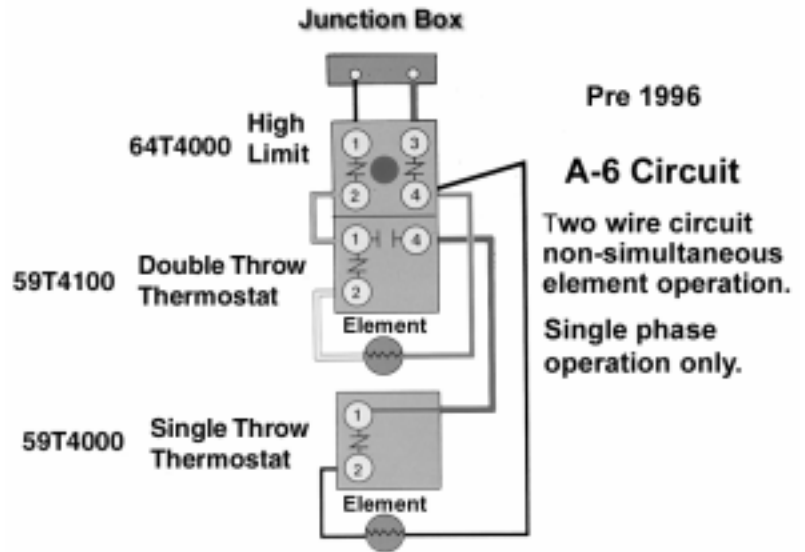 Junction Box
Pre 1996
64T4000 High Limit
1 3
2 4
A-6 Circuit
Two wire circuit
non-simultaneous
element operation.
Single phase
operation only.
59T4100 Double Throw Thermostat
1 4
2
Element
59T4000 Single Throw Thermostat
1
2
Element